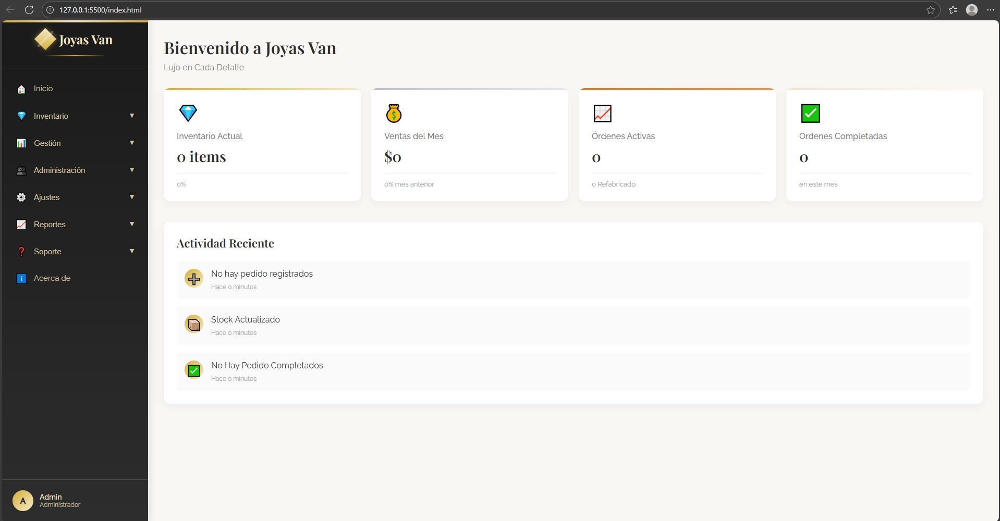 127.0.0.1:5500/index.html
Joyas Van
Inicio
Inventario
Gestión
Administración
Ajustes
Reportes
Soporte
Acerca de
A
Admin
Administrador
Bienvenido a Joyas Van
Lujo en Cada Detalle
Inventario Actual
0 items
0%
Ventas del Mes
$0
0% mes anterior
Órdenes Activas
0
0 Refabricado
Ordenes Completadas
0
en este mes
Actividad Reciente
No hay pedido registrados
Hace 0 minutos
Stock Actualizado
Hace 0 minutos
No Hay Pedido Completados
Hace 0 minutos